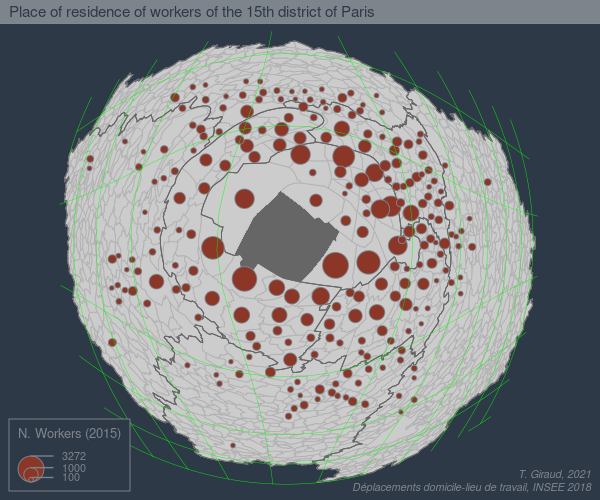 Place of residence of workers of the 15th district of Paris
N. Workers (2015)
3272
1000
100
T. Giraud, 2021
Déplacements domicile-lieu de travail, INSEE 2018